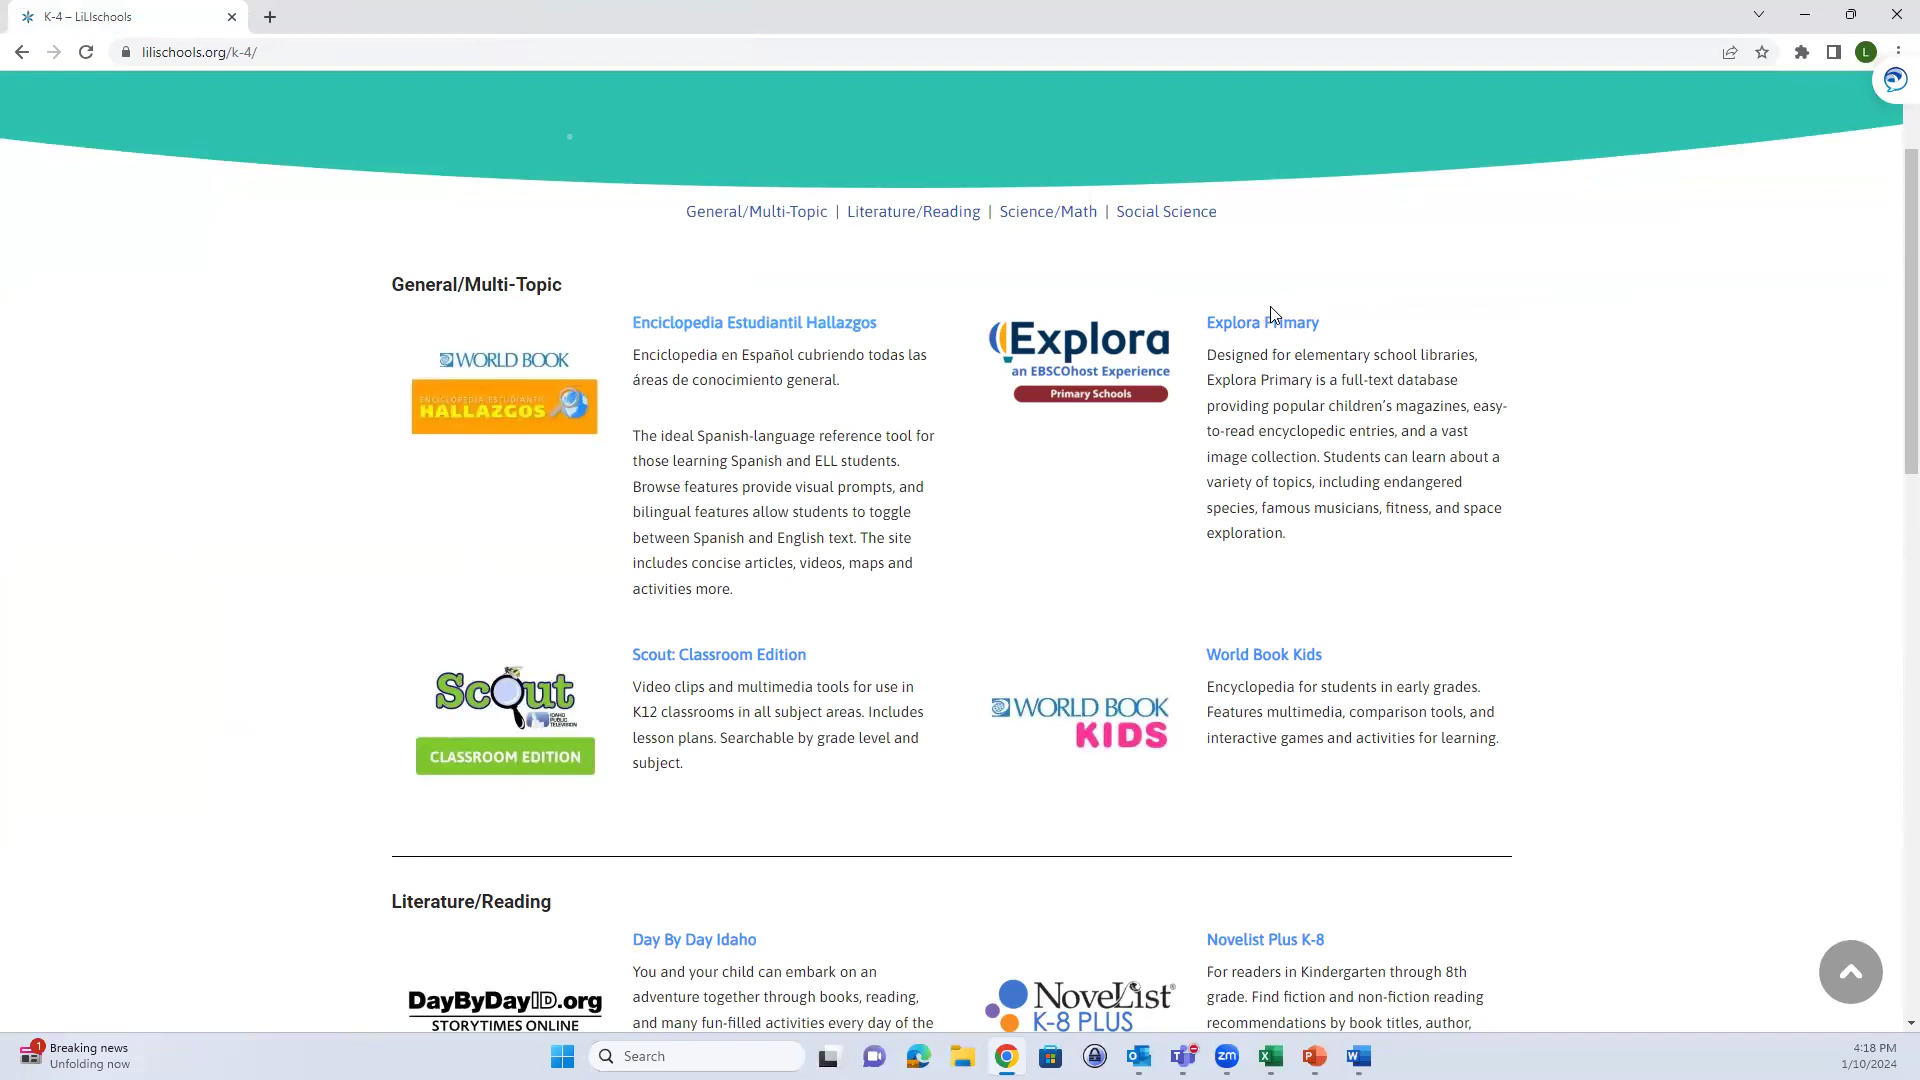 K-4 – LiLIschools
lilischools.org/k-4/
L
General/Multi-Topic | Literature/Reading | Science/Math | Social Science
General/Multi-Topic
WORLD BOOK
ENCICLOPEDIA ESTUDIANTIL
HALLAZGOS
Enciclopedia Estudiantil Hallazgos
Enciclopedia en Español cubriendo todas las
áreas de conocimiento general.
The ideal Spanish-language reference tool for
those learning Spanish and ELL students.
Browse features provide visual prompts, and
bilingual features allow students to toggle
between Spanish and English text. The site
includes concise articles, videos, maps and
activities more.
Explora
an EBSCOhost Experience
Primary Schools
Explora Primary
Designed for elementary school libraries,
Explora Primary is a full-text database
providing popular children’s magazines, easy-
to-read encyclopedic entries, and a vast
image collection. Students can learn about a
variety of topics, including endangered
species, famous musicians, fitness, and space
exploration.
Scout
IDAHO PUBLIC TELEVISION
CLASSROOM EDITION
Scout: Classroom Edition
Video clips and multimedia tools for use in
K12 classrooms in all subject areas. Includes
lesson plans. Searchable by grade level and
subject.
WORLD BOOK
KIDS
World Book Kids
Encyclopedia for students in early grades.
Features multimedia, comparison tools, and
interactive games and activities for learning.
Literature/Reading
DayByDayID.org
STORYTIMES ONLINE
Day By Day Idaho
You and your child can embark on an
adventure together through books, reading,
and many fun-filled activities every day of the
NoveList®
K-8 PLUS
Novelist Plus K-8
For readers in Kindergarten through 8th
grade. Find fiction and non-fiction reading
recommendations by book titles, author,
1
Breaking news
Unfolding now
Search
zm
4:18 PM
1/10/2024